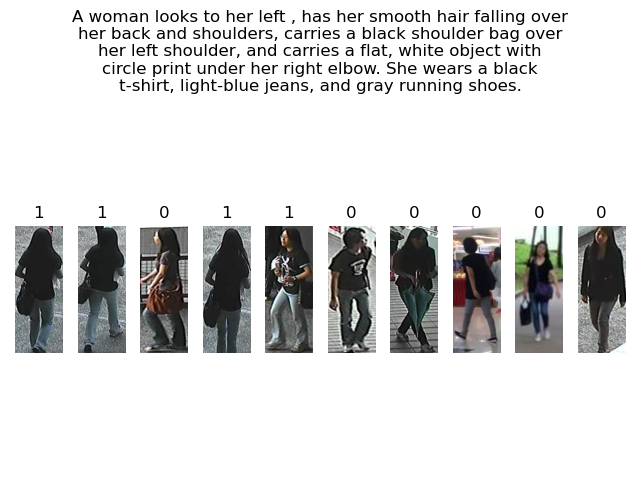 A woman looks to her left , has her smooth hair falling over
her back and shoulders, carries a black shoulder bag over
her left shoulder, and carries a flat, white object with
circle print under her right elbow. She wears a black
t-shirt, light-blue jeans, and gray running shoes.
1 1 0 1 1 0 0 0 0 0